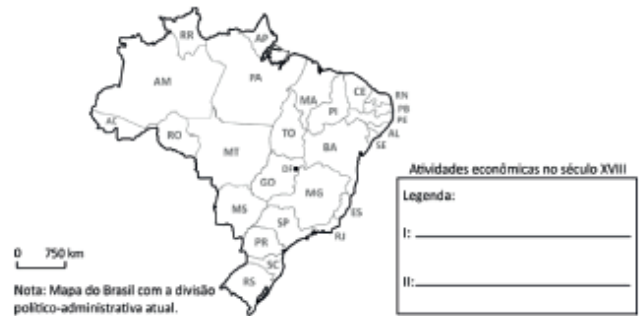 RR
AP
AM
PA
MA
CE
RN
PB
PE
AL
SE
PI
AC
RO
TO
BA
MT
DF
GO
MG
MS
ES
SP
RJ
PR
SC
RS
0 750 km
Nota: Mapa do Brasil com a divisão
político-administrativa atual.
Atividades econômicas no século XVIII
Legenda:
I:
II: